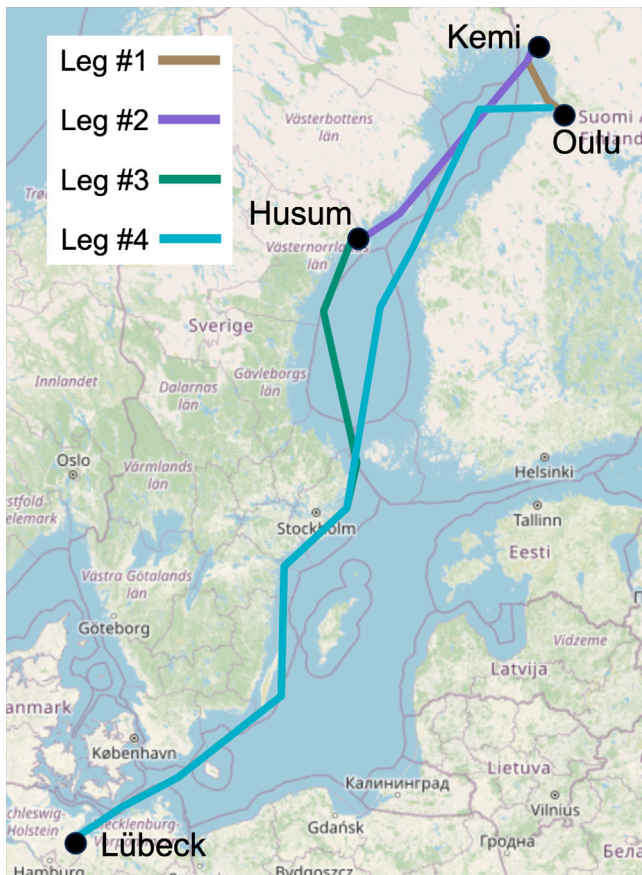 Leg #1
Leg #2
Leg #3
Leg #4
Kemi
Oulu
Suomi /
Finland
Västerbottens
län
Husum
Västernorrlands
län
Sverige
Gävleborgs
län
Innlandet
Dalarnas
län
Oslo
Värmlands
län
Helsinki
Stockholm
Tallinn
Eesti
Västra Götalands
län
Göteborg
Vidzeme
Latvija
København
Lietuva
Калининград
Vilnius
Gdańsk
Lübeck
Гродна
Hamburg
Bydgoszcz